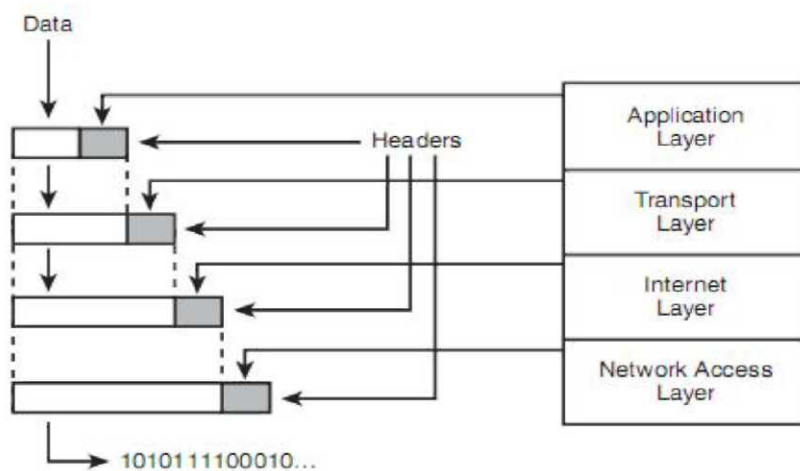 Data
Headers
Application
Layer
Transport
Layer
Internet
Layer
Network Access
Layer
1010111100010...